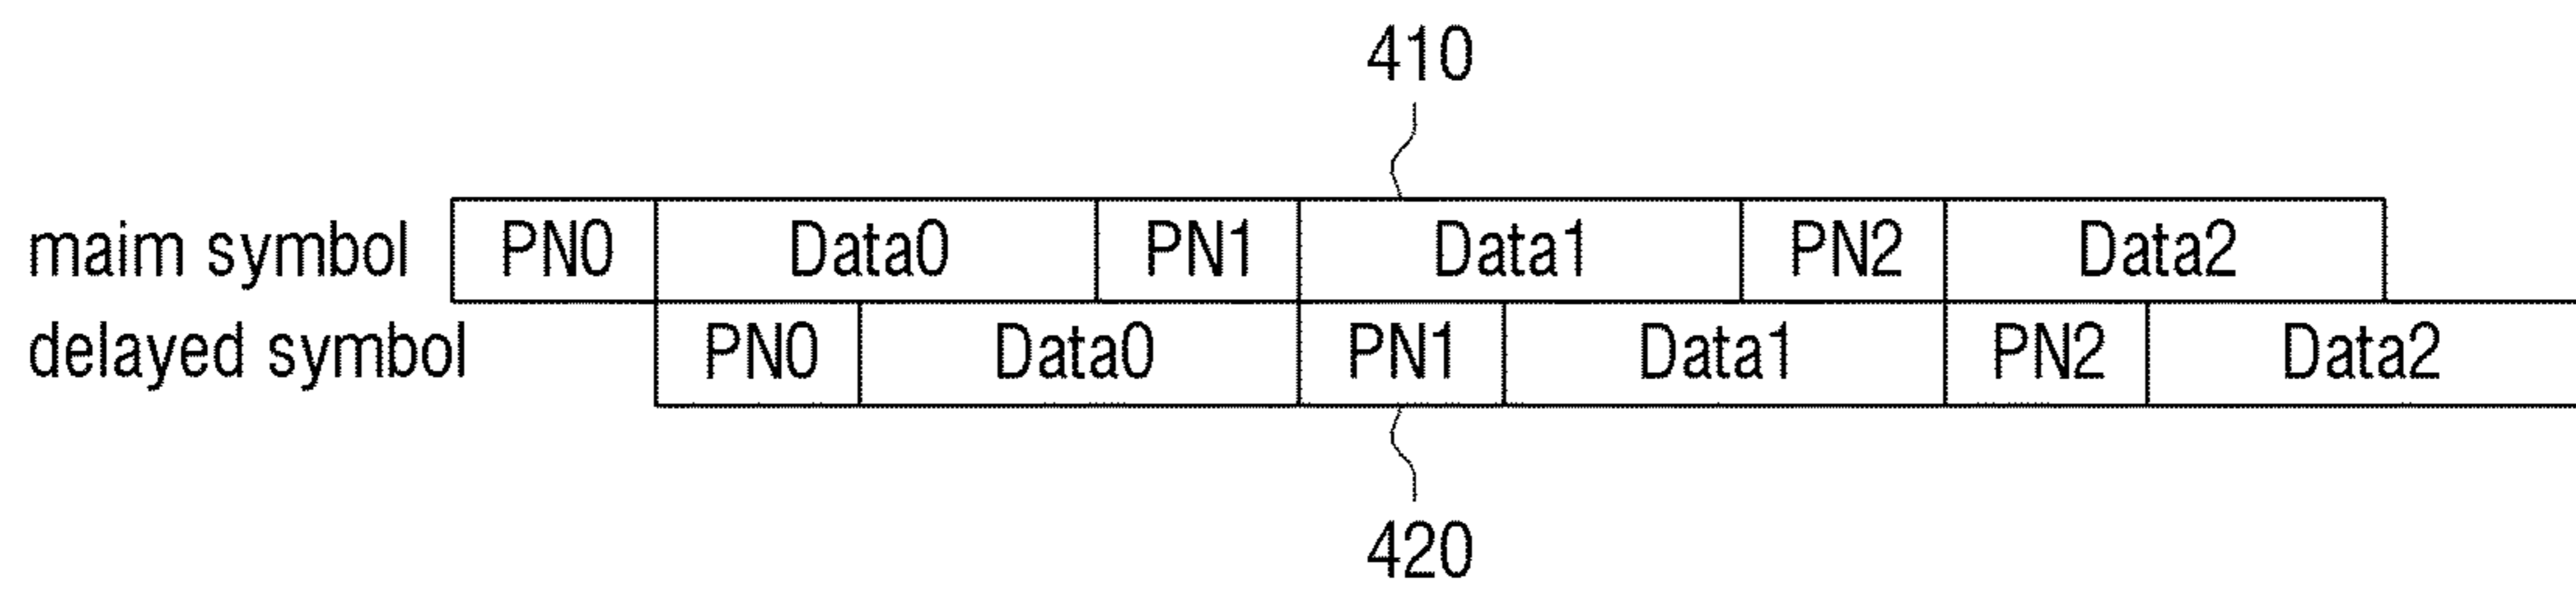 410
maim symbol PN0 Data0 PN1 Data1 PN2 Data2
delayed symbol PN0 Data0 PN1 Data1 PN2 Data2
420